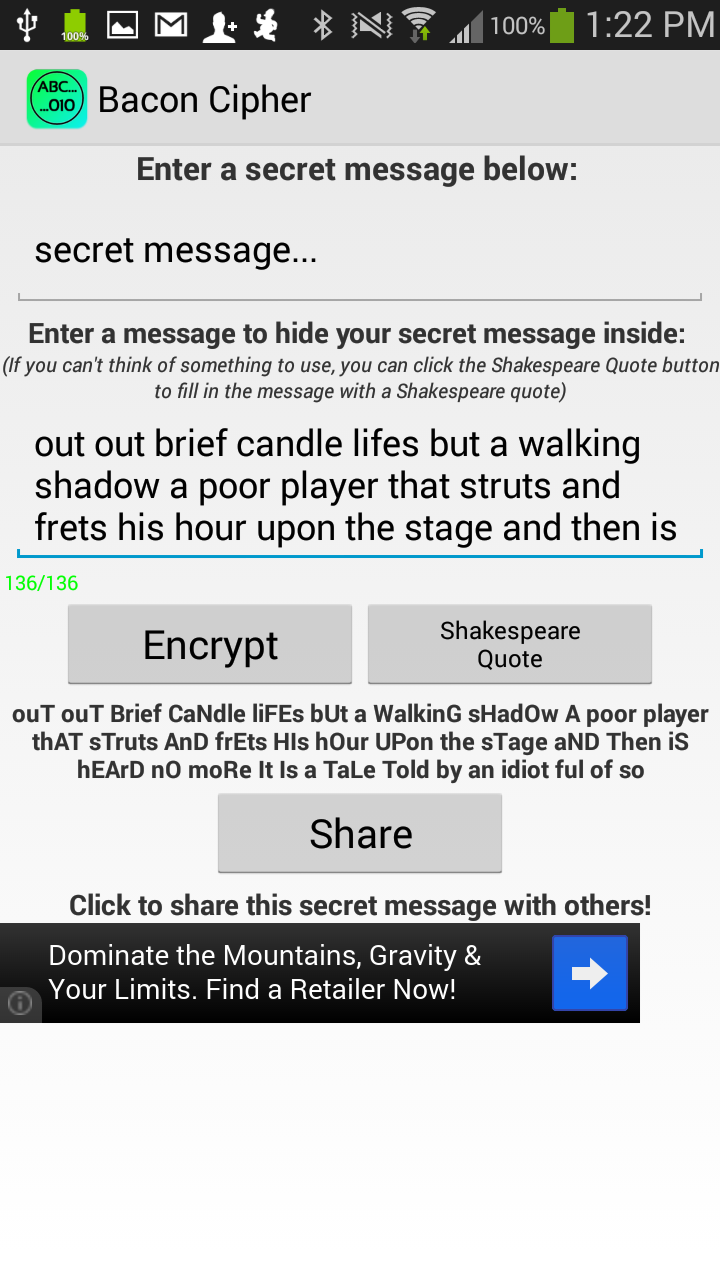 100%
100%
1:22 PM
ABC...
...010
Bacon Cipher
Enter a secret message below:
secret message...
Enter a message to hide your secret message inside:
(If you can't think of something to use, you can click the Shakespeare Quote button
to fill in the message with a Shakespeare quote)
out out brief candle lifes but a walking
shadow a poor player that struts and
frets his hour upon the stage and then is
136/136
Encrypt
Shakespeare
Quote
ouT ouT Brief CaNdle liFEs bUt a WalkinG sHadOw A poor player
thAT sTruts AnD frEts HIs hOur UPon the sTage aND Then iS
hEArD nO moRe It Is a TaLe Told by an idiot ful of so
Share
Click to share this secret message with others!
Dominate the Mountains, Gravity &
Your Limits. Find a Retailer Now!